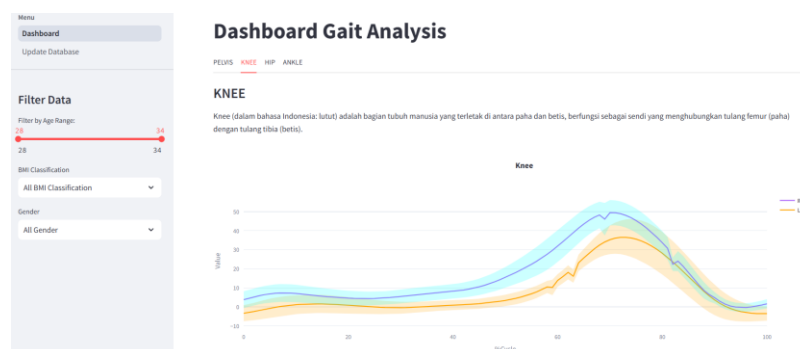 Menu
Dashboard
Update Database
Filter Data
Filter by Age Range:
28 34
28 34
BMI Classification
All BMI Classification
Gender
All Gender
Dashboard Gait Analysis
PELVIS KNEE HIP ANKLE
KNEE
Knee (dalam bahasa Indonesia: lutut) adalah bagian tubuh manusia yang terletak di antara paha dan betis, berfungsi sebagai sendi yang menghubungkan tulang femur (paha)
dengan tulang tibia (betis).
Knee
50
40
30
20
10
0
-10
Value
0 20 40 60 80 100
L